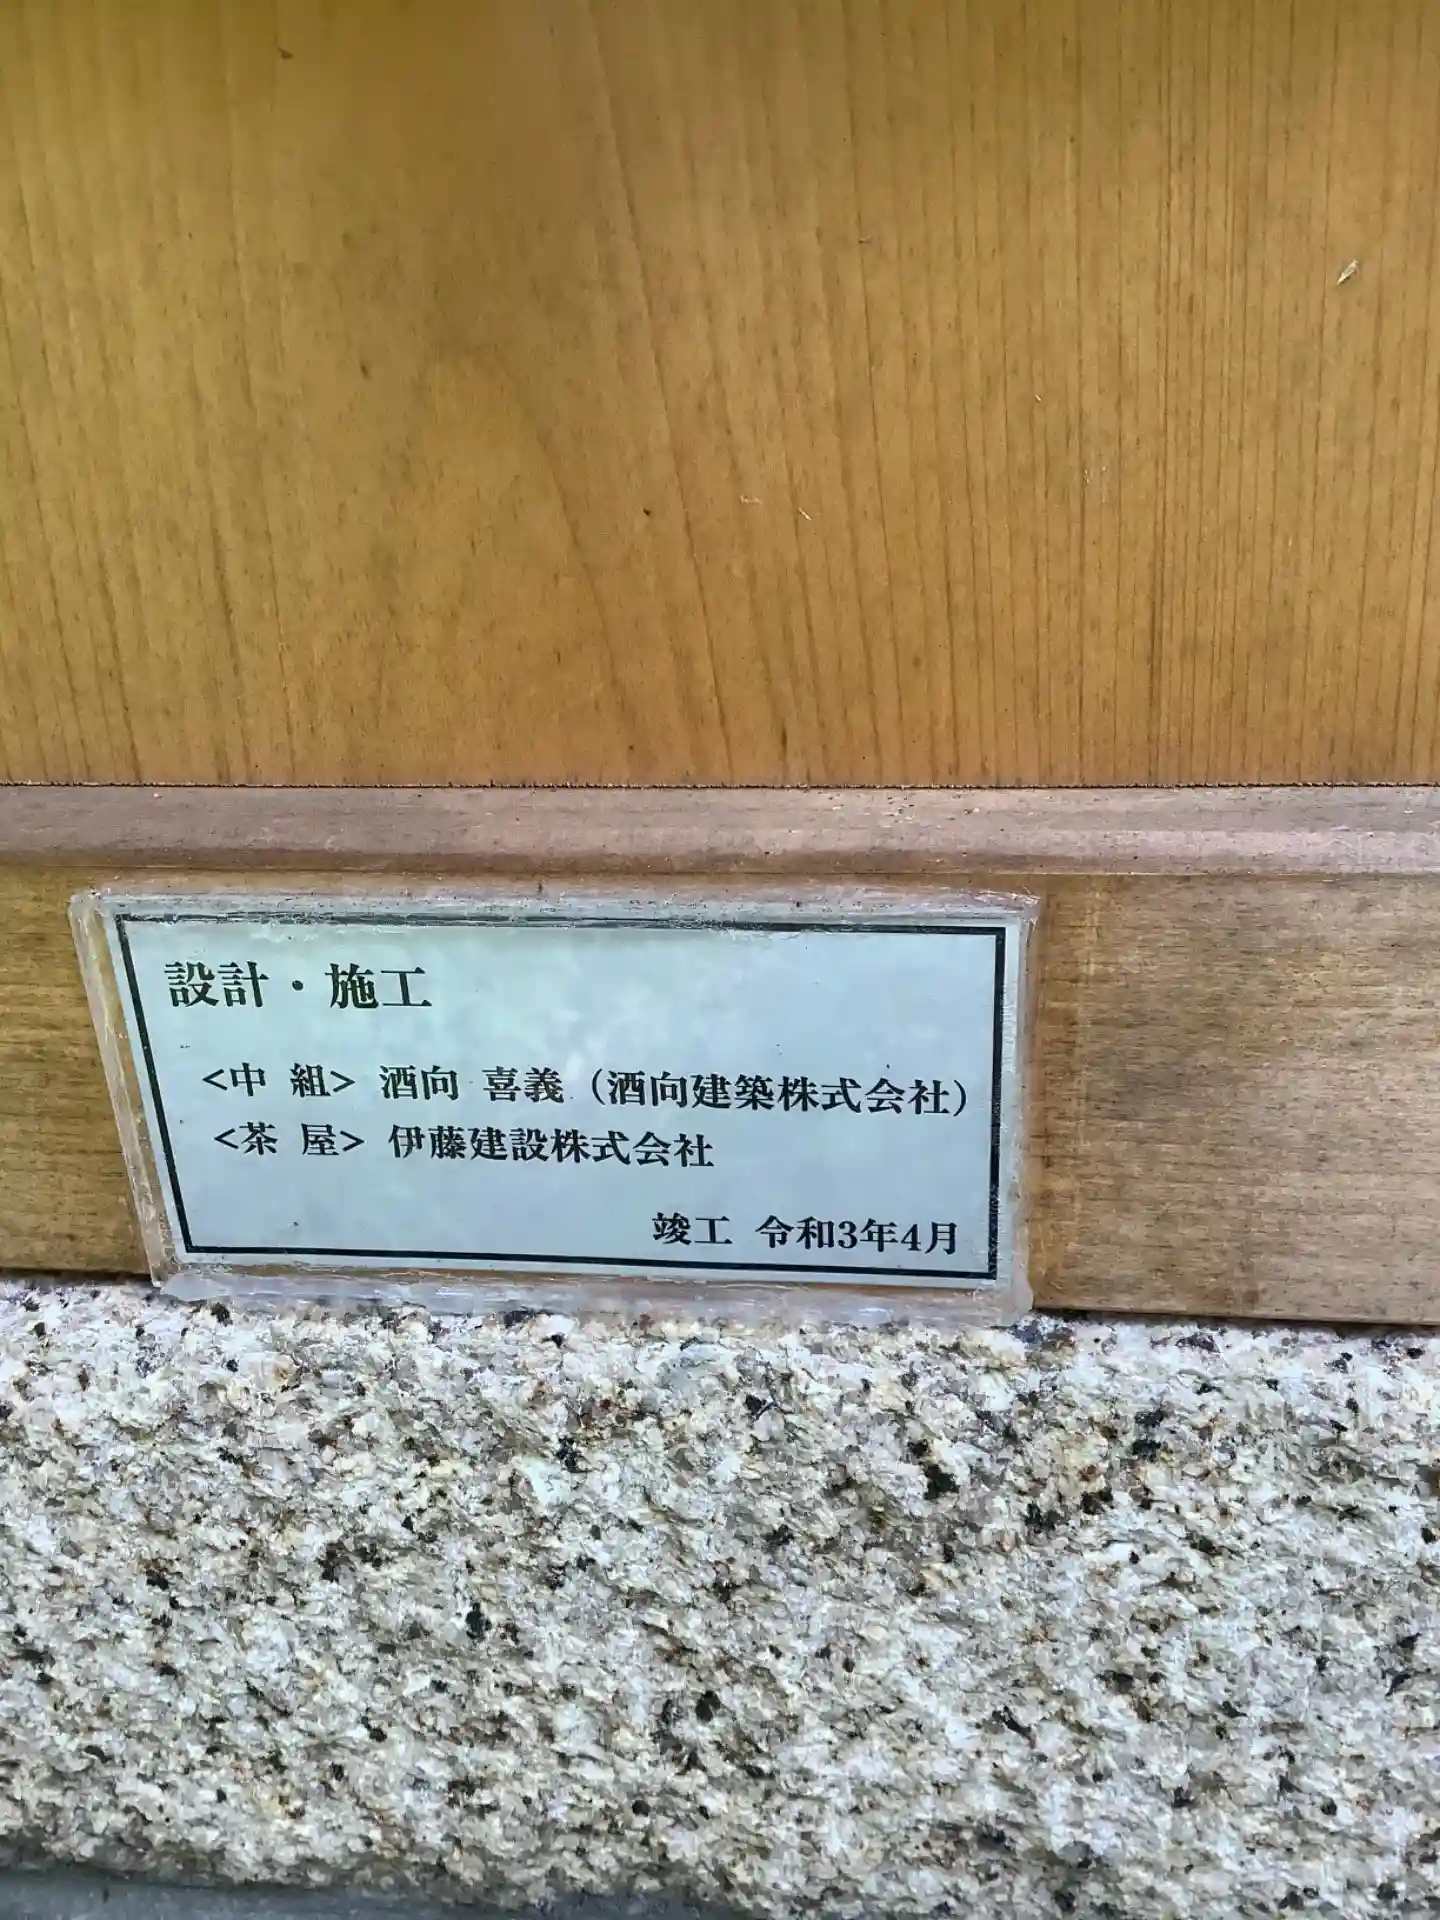 設計・施工
<中 組> 酒向 喜義（酒向建築株式会社）
<茶 屋> 伊藤建設株式会社
竣工 令和3年4月